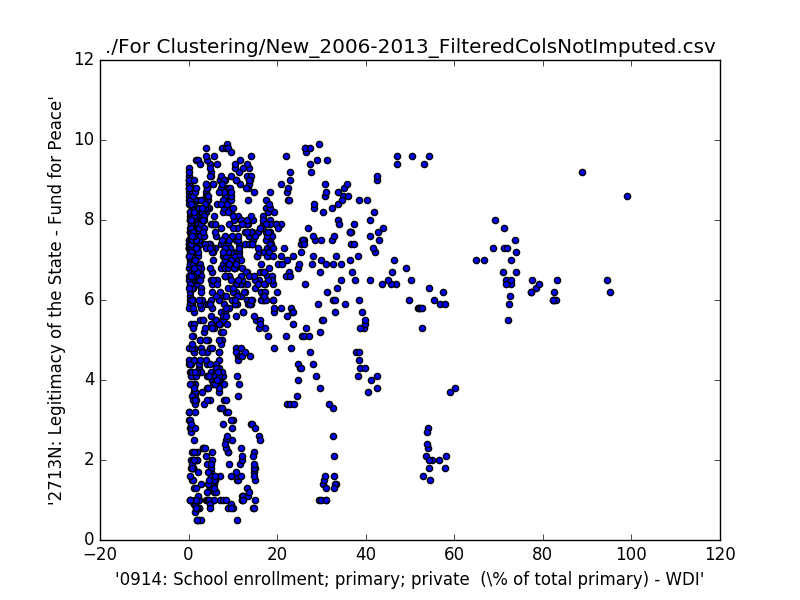 ./For Clustering/New_2006-2013_FilteredColsNotImputed.csv
12
10
8
6
4
2
0
'2713N: Legitimacy of the State - Fund for Peace'
−20 0 20 40 60 80 100 120
'0914: School enrollment; primary; private  (\% of total primary) - WDI'